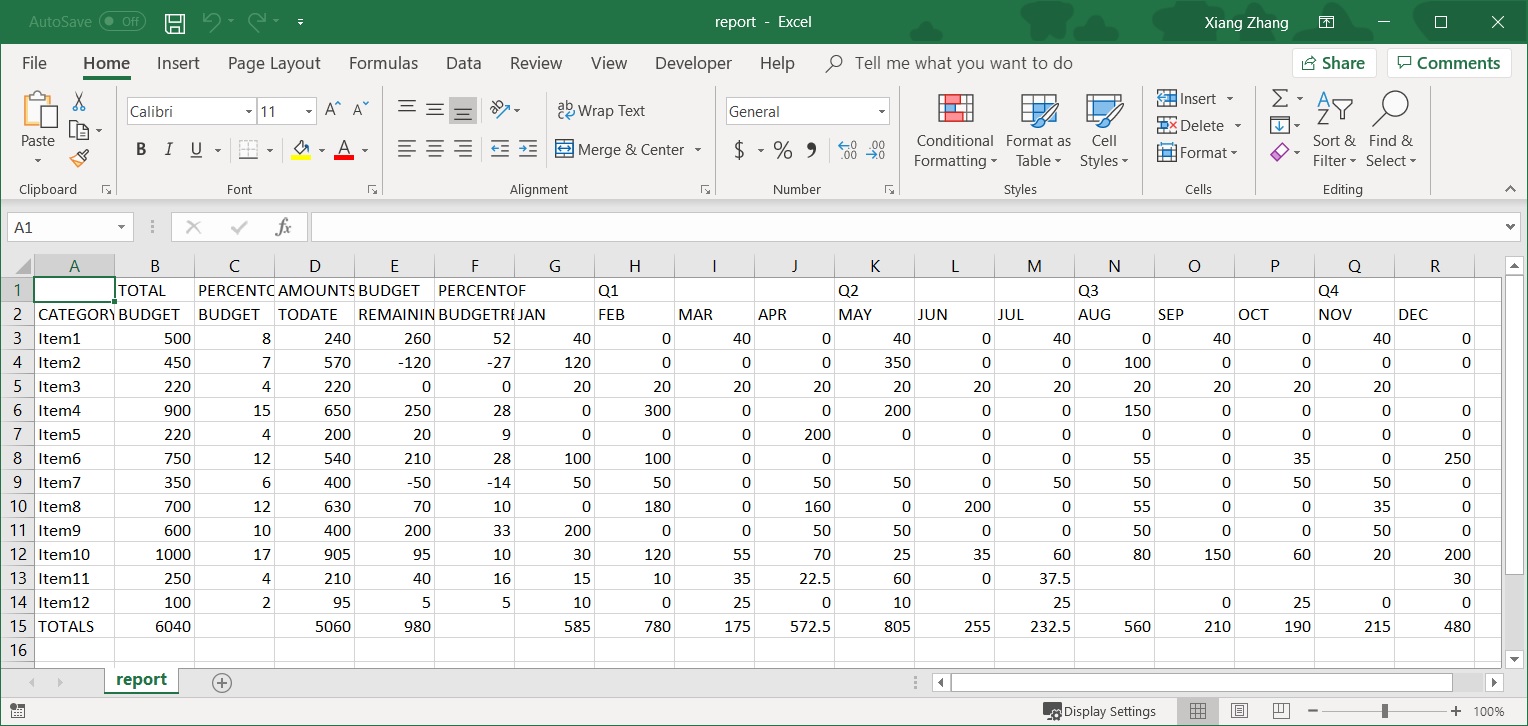 AutoSave Off report - Excel Xiang Zhang
File Home Insert Page Layout Formulas Data Review View Developer Help Tell me what you want to do Share Comments
Calibri 11 ab Wrap Text General Insert
Paste Delete Sort & Find &
B I U A Merge & Center $ % Conditional Format as Cell Format Filter Select
Formatting Table Styles
Clipboard Font Alignment Number Styles Cells Editing
A1 fx
A B C D E F G H I J K L M N O P Q R
1 TOTAL PERCENTO AMOUNTS BUDGET PERCENTOF Q1 Q2 Q3 Q4
2 CATEGORY BUDGET BUDGET TODATE REMAININ BUDGETRE JAN FEB MAR APR MAY JUN JUL AUG SEP OCT NOV DEC
3 Item1 500 8 240 260 52 40 0 40 0 40 0 40 0 40 0 40 0
4 Item2 450 7 570 -120 -27 120 0 0 0 350 0 0 100 0 0 0 0
5 Item3 220 4 220 0 0 20 20 20 20 20 20 20 20 20 20 20
6 Item4 900 15 650 250 28 0 300 0 0 200 0 0 150 0 0 0 0
7 Item5 220 4 200 20 9 0 0 0 200 0 0 0 0 0 0 0 0
8 Item6 750 12 540 210 28 100 100 0 0 0 0 55 0 35 0 250
9 Item7 350 6 400 -50 -14 50 50 0 50 50 0 50 50 0 50 50 0
10 Item8 700 12 630 70 10 0 180 0 160 0 200 0 55 0 0 35 0
11 Item9 600 10 400 200 33 200 0 0 50 50 0 0 50 0 0 50 0
12 Item10 1000 17 905 95 10 30 120 55 70 25 35 60 80 150 60 20 200
13 Item11 250 4 210 40 16 15 10 35 22.5 60 0 37.5 30
14 Item12 100 2 95 5 5 10 0 25 0 10 25 0 25 0 0
15 TOTALS 6040 5060 980 585 780 175 572.5 805 255 232.5 560 210 190 215 480
16
report
Display Settings 100%